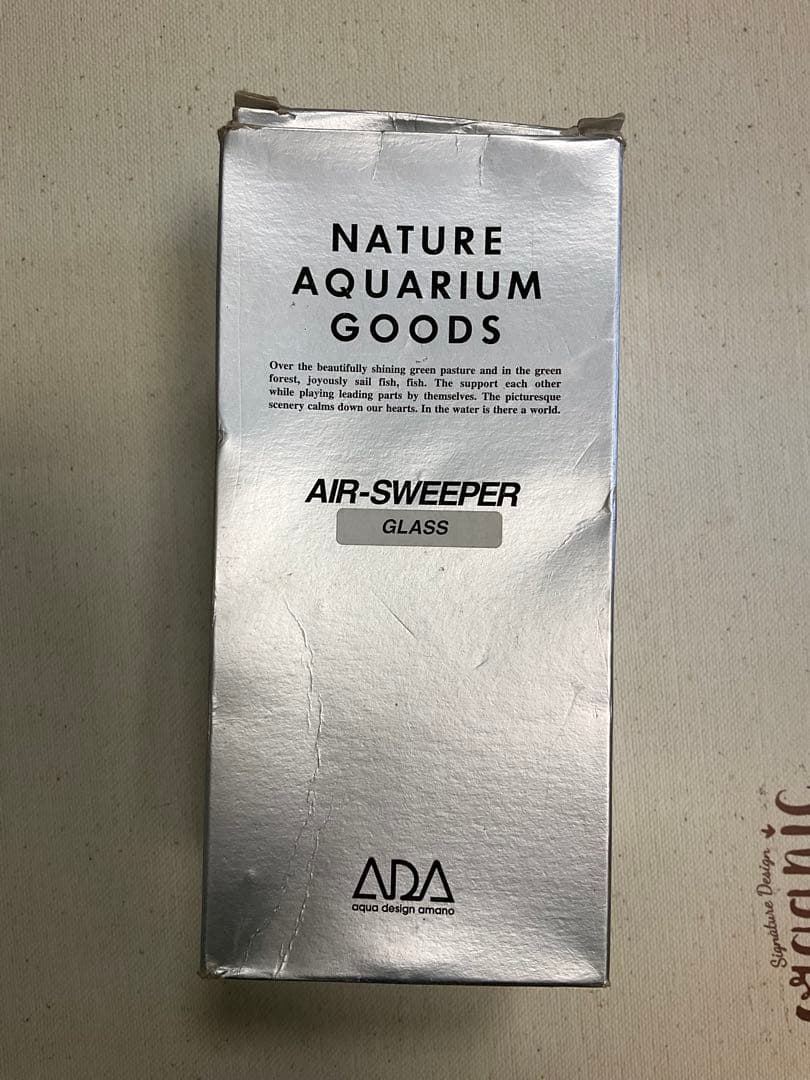 NATURE
AQUARIUM
GOODS
Over the beautifully shining green pasture and in the green
forest, joyously sail fish, fish. The support each other
while playing leading parts by themselves. The picturesque
scenery calms down our hearts. In the water is there a world.
AIR-SWEEPER
GLASS
ADA
aqua design amano
Signature Design